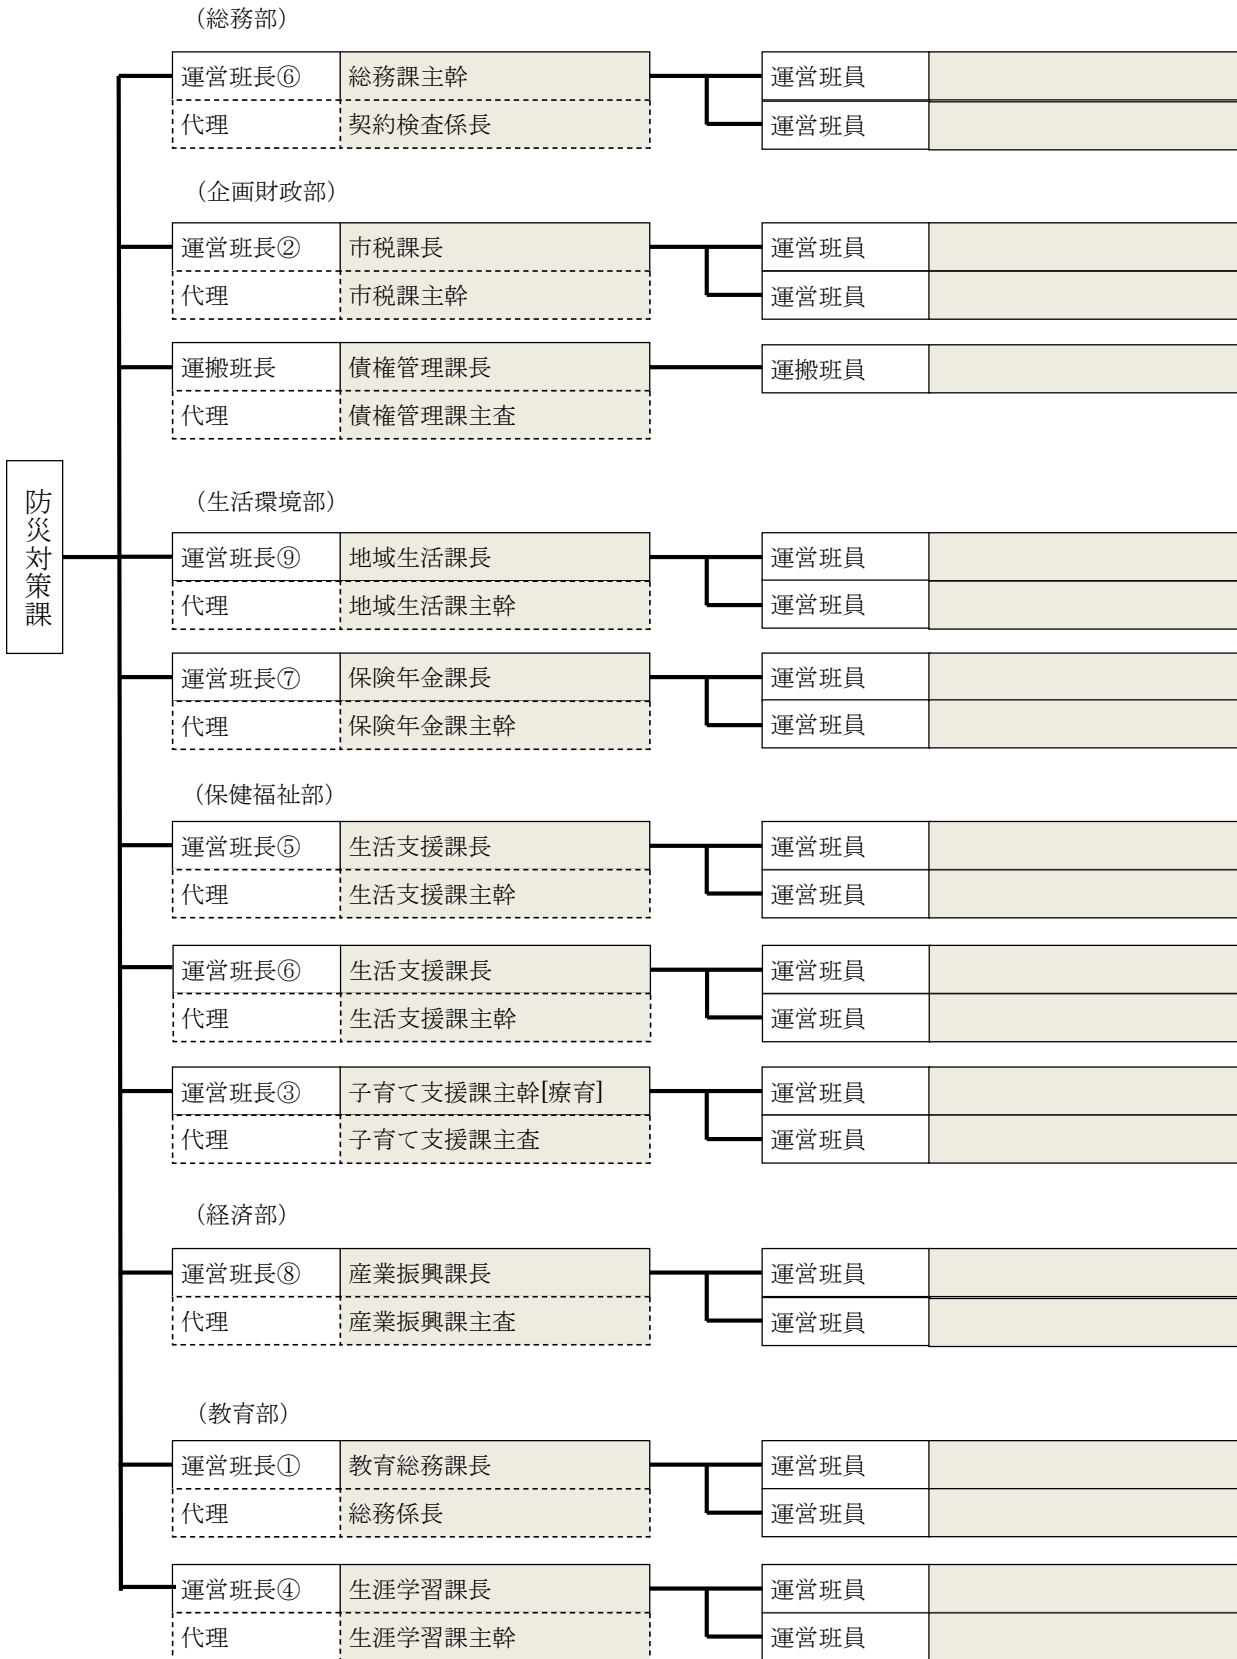 （総務部）
運営班長⑥ 総務課主幹 運営班員
代理 契約検査係長 運営班員
（企画財政部）
運営班長② 市税課長 運営班員
代理 市税課主幹 運営班員
運搬班長 債権管理課長 運搬班員
代理 債権管理課主査
防災対策課
（生活環境部）
運営班長⑨ 地域生活課長 運営班員
代理 地域生活課主幹 運営班員
運営班長⑦ 保険年金課長 運営班員
代理 保険年金課主幹 運営班員
（保健福祉部）
運営班長⑤ 生活支援課長 運営班員
代理 生活支援課主幹 運営班員
運営班長⑥ 生活支援課長 運営班員
代理 生活支援課主幹 運営班員
運営班長③ 子育て支援課主幹[療育] 運営班員
代理 子育て支援課主査 運営班員
（経済部）
運営班長⑧ 産業振興課長 運営班員
代理 産業振興課主査 運営班員
（教育部）
運営班長① 教育総務課長 運営班員
代理 総務係長 運営班員
運営班長④ 生涯学習課長 運営班員
代理 生涯学習課主幹 運営班員